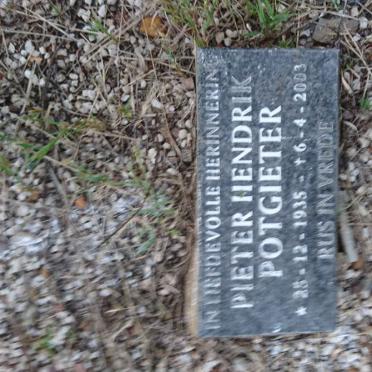 IN LIEFDEVOLLE HERINNERING
PIETER HENDRIK
POTGIETER
★ 28-12-1935 - †6-4-2003
RUS IN VREDE